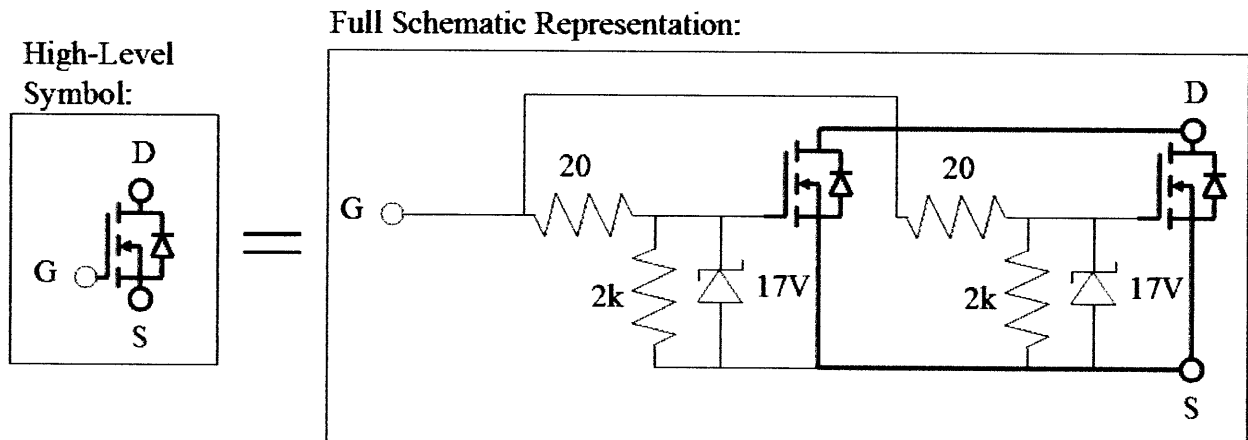 Full Schematic Representation:
High-Level
Symbol:
D
G
S
D
20
20
G
2k
17V
2k
17V
S